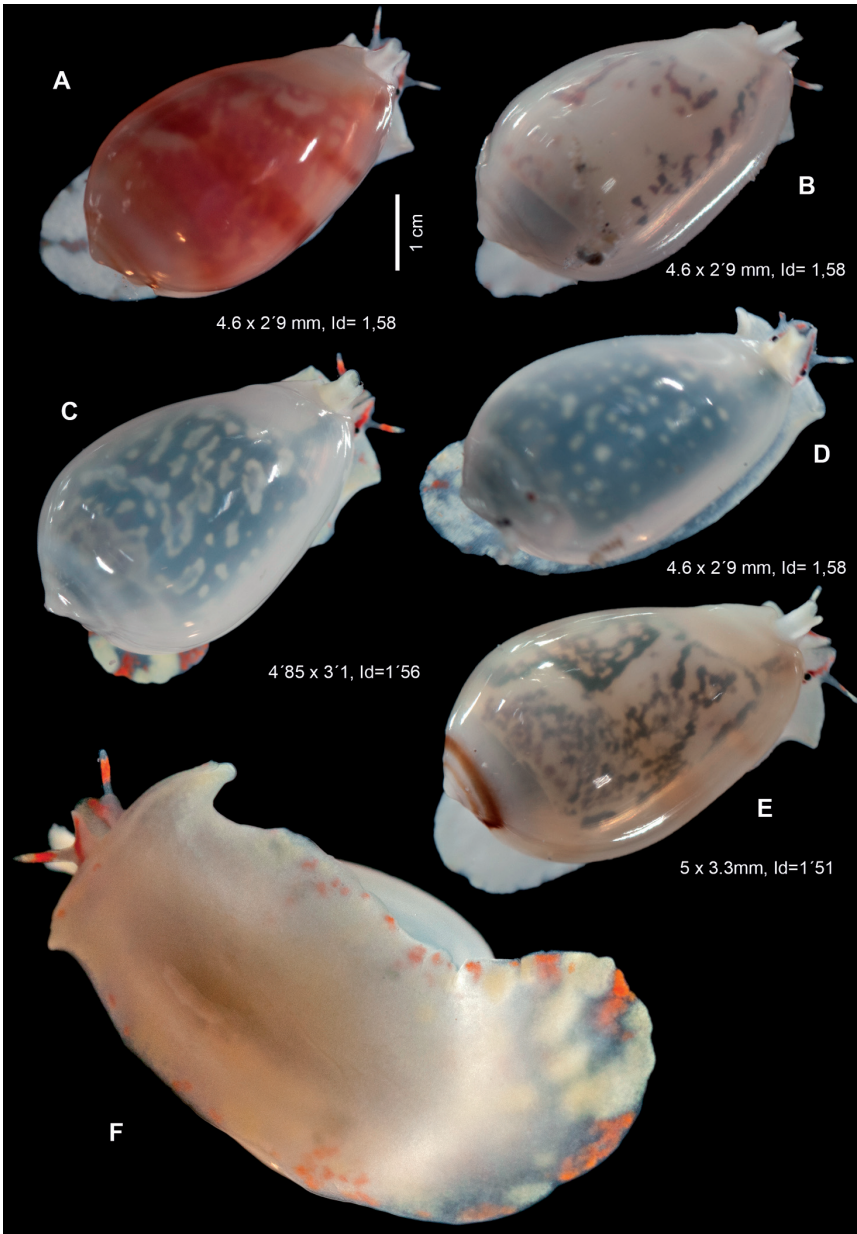 A
B
1 cm
4.6 x 2´9 mm, Id= 1,58
4.6 x 2´9 mm, Id= 1,58
C
D
4.6 x 2´9 mm, Id= 1,58
4´85 x 3´1, Id=1´56
E
5 x 3.3mm, Id=1´51
F